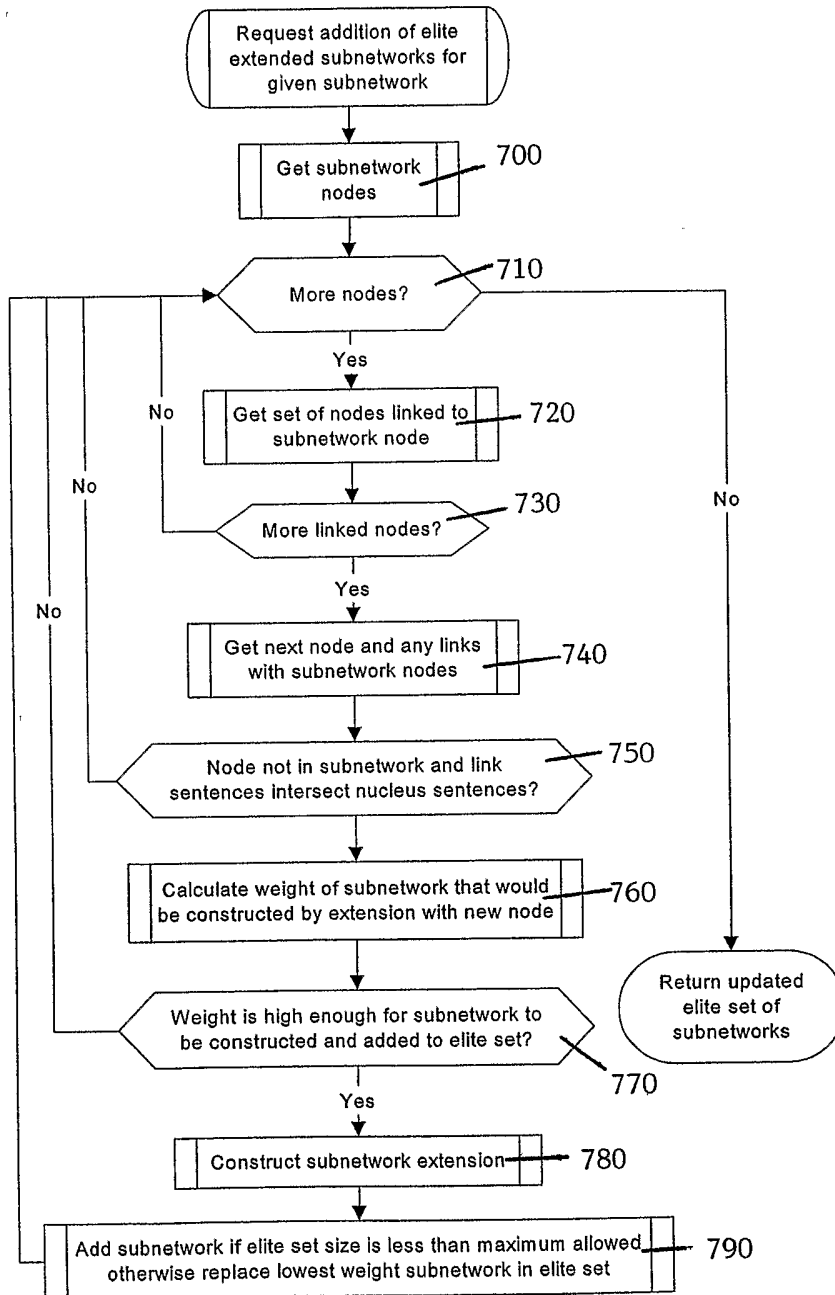 Request addition of elite
extended subnetworks for
given subnetwork
700
Get subnetwork
nodes
710
More nodes?
Yes
No
Get set of nodes linked to
subnetwork node
720
No
No
730
More linked nodes?
Yes
No
Get next node and any links
with subnetwork nodes
740
Node not in subnetwork and link
sentences intersect nucleus sentences?
750
Calculate weight of subnetwork that would
be constructed by extension with new node
760
Return updated
elite set of
subnetworks
Weight is high enough for subnetwork to
be constructed and added to elite set?
770
Yes
Construct subnetwork extension
780
Add subnetwork if elite set size is less than maximum allowed
otherwise replace lowest weight subnetwork in elite set
790